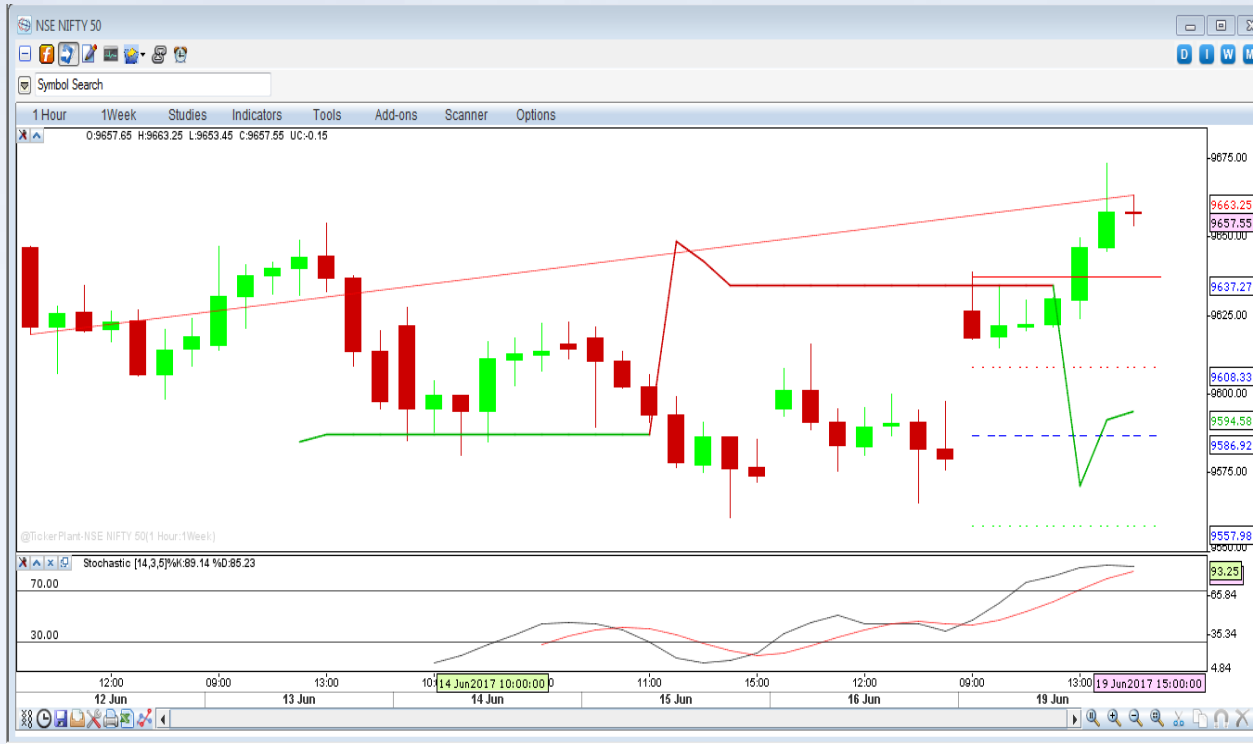 NSE NIFTY 50
D I W M
Symbol Search
1 Hour 1Week Studies Indicators Tools Add-ons Scanner Options
O:9657.65 H:9663.25 L:9653.45 C:9657.55 UC:-0.15
9675.00
9663.25
9657.55
9650.00
9637.27
9625.00
9608.33
9600.00
9594.58
9586.92
9575.00
9557.98
9550.00
@TickerPlant-NSE NIFTY 50(1 Hour:1Week)
Stochastic [14,3,5]%K:89.14 %D:85.23
93.25
70.00
65.84
30.00
35.34
4.84
12:00 09:00 13:00 14 Jun2017 10:00:00 11:00 15:00 12:00 09:00 13:00 19 Jun2017 15:00:00
12 Jun 13 Jun 14 Jun 15 Jun 16 Jun 19 Jun